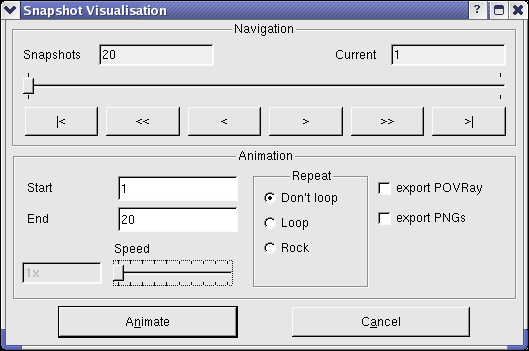 Snapshot Visualisation
Navigation
Snapshots 20 Current 1
|< << < > >> >|
Animation
Start 1
End 20
Speed
1x
Repeat
Don't loop
Loop
Rock
export POVRay
export PNGs
Animate Cancel